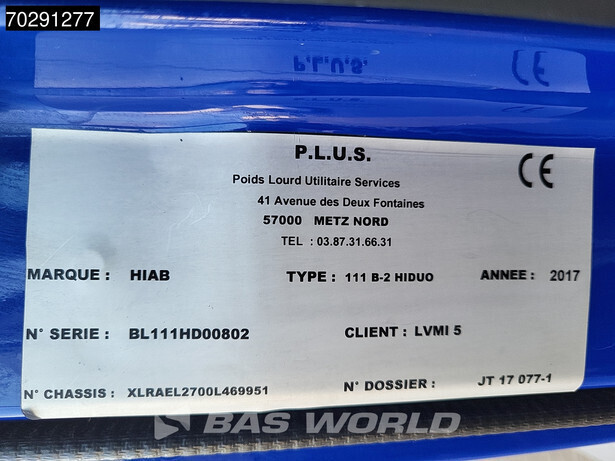 70291277
P.L.U.S.
CE
P.L.U.S.
CE
Poids Lourd Utilitaire Services
41 Avenue des Deux Fontaines
57000 METZ NORD
TEL : 03.87.31.66.31
MARQUE : HIAB TYPE : 111 B-2 HIDUO ANNEE : 2017
N° SERIE : BL111HD00802 CLIENT : LVMI 5
N° CHASSIS : XLRAEL2700L469951 N° DOSSIER : JT 17 077-1
BAS WORLD